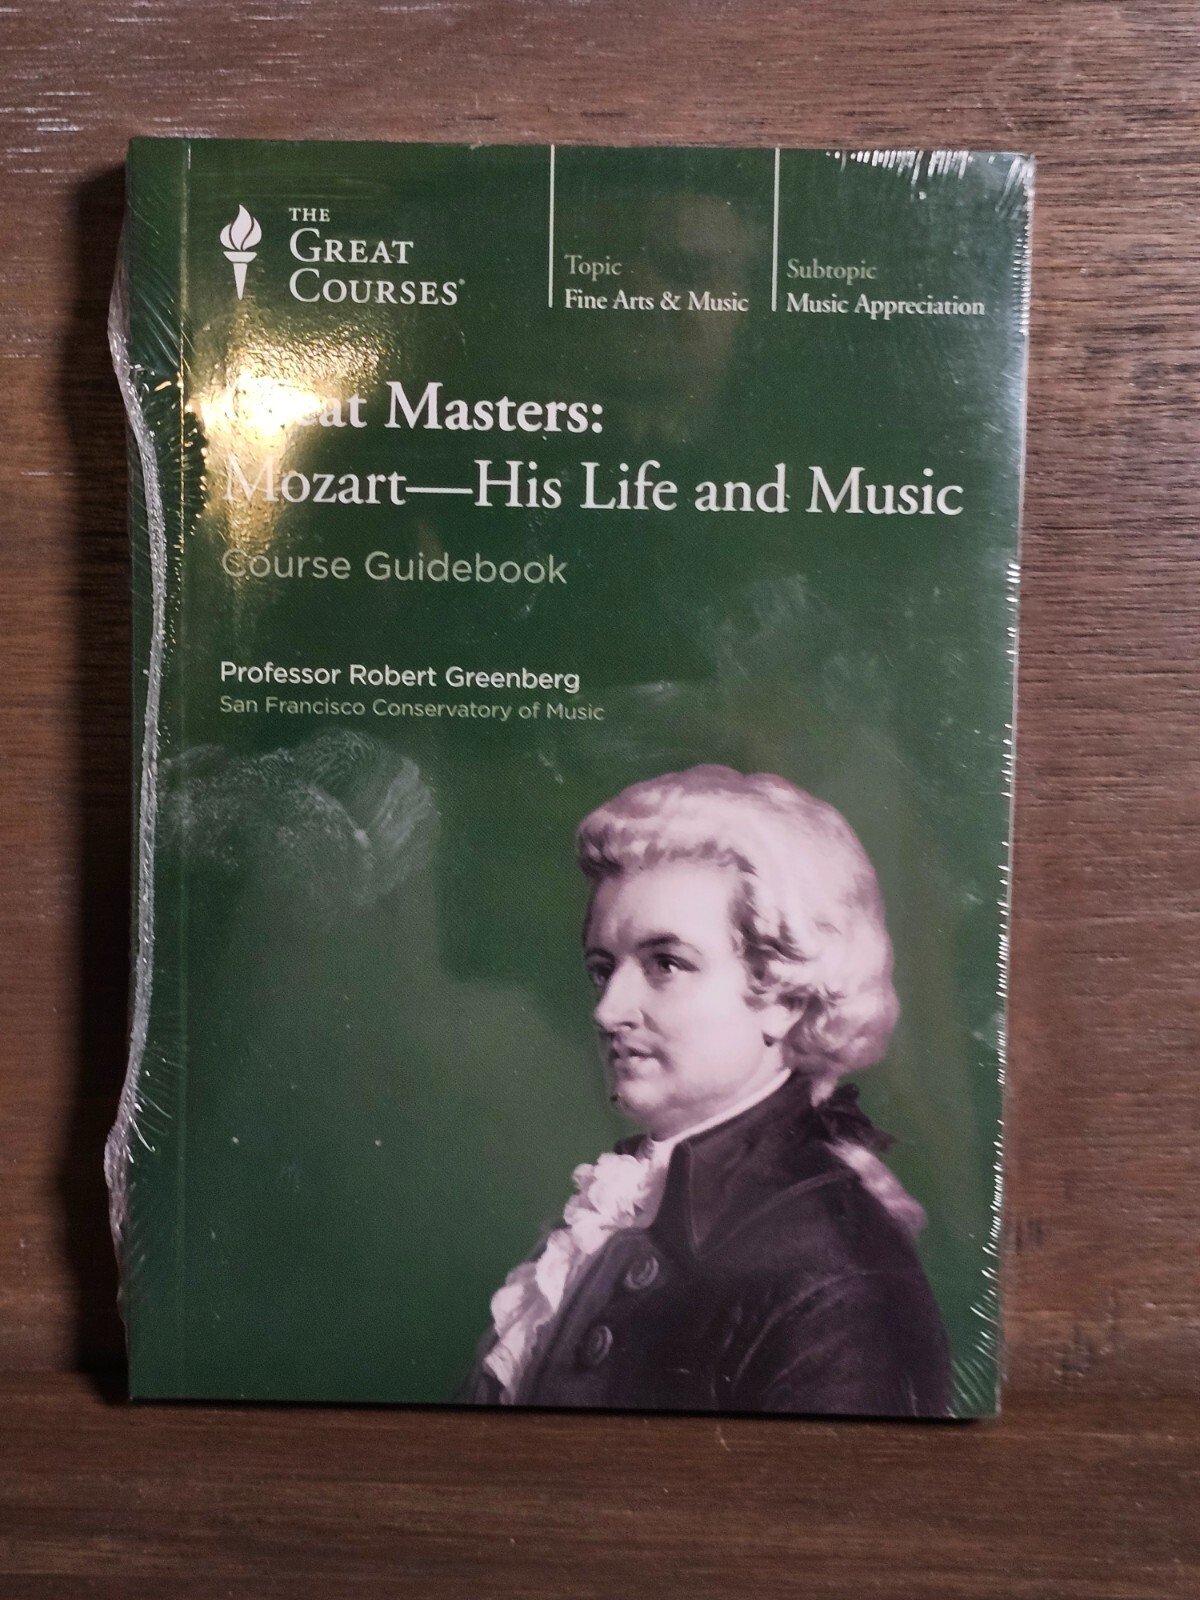 THE
GREAT
COURSES®
Topic
Fine Arts & Music
Subtopic
Music Appreciation
Great Masters:
Mozart—His Life and Music
Course Guidebook
Professor Robert Greenberg
San Francisco Conservatory of Music